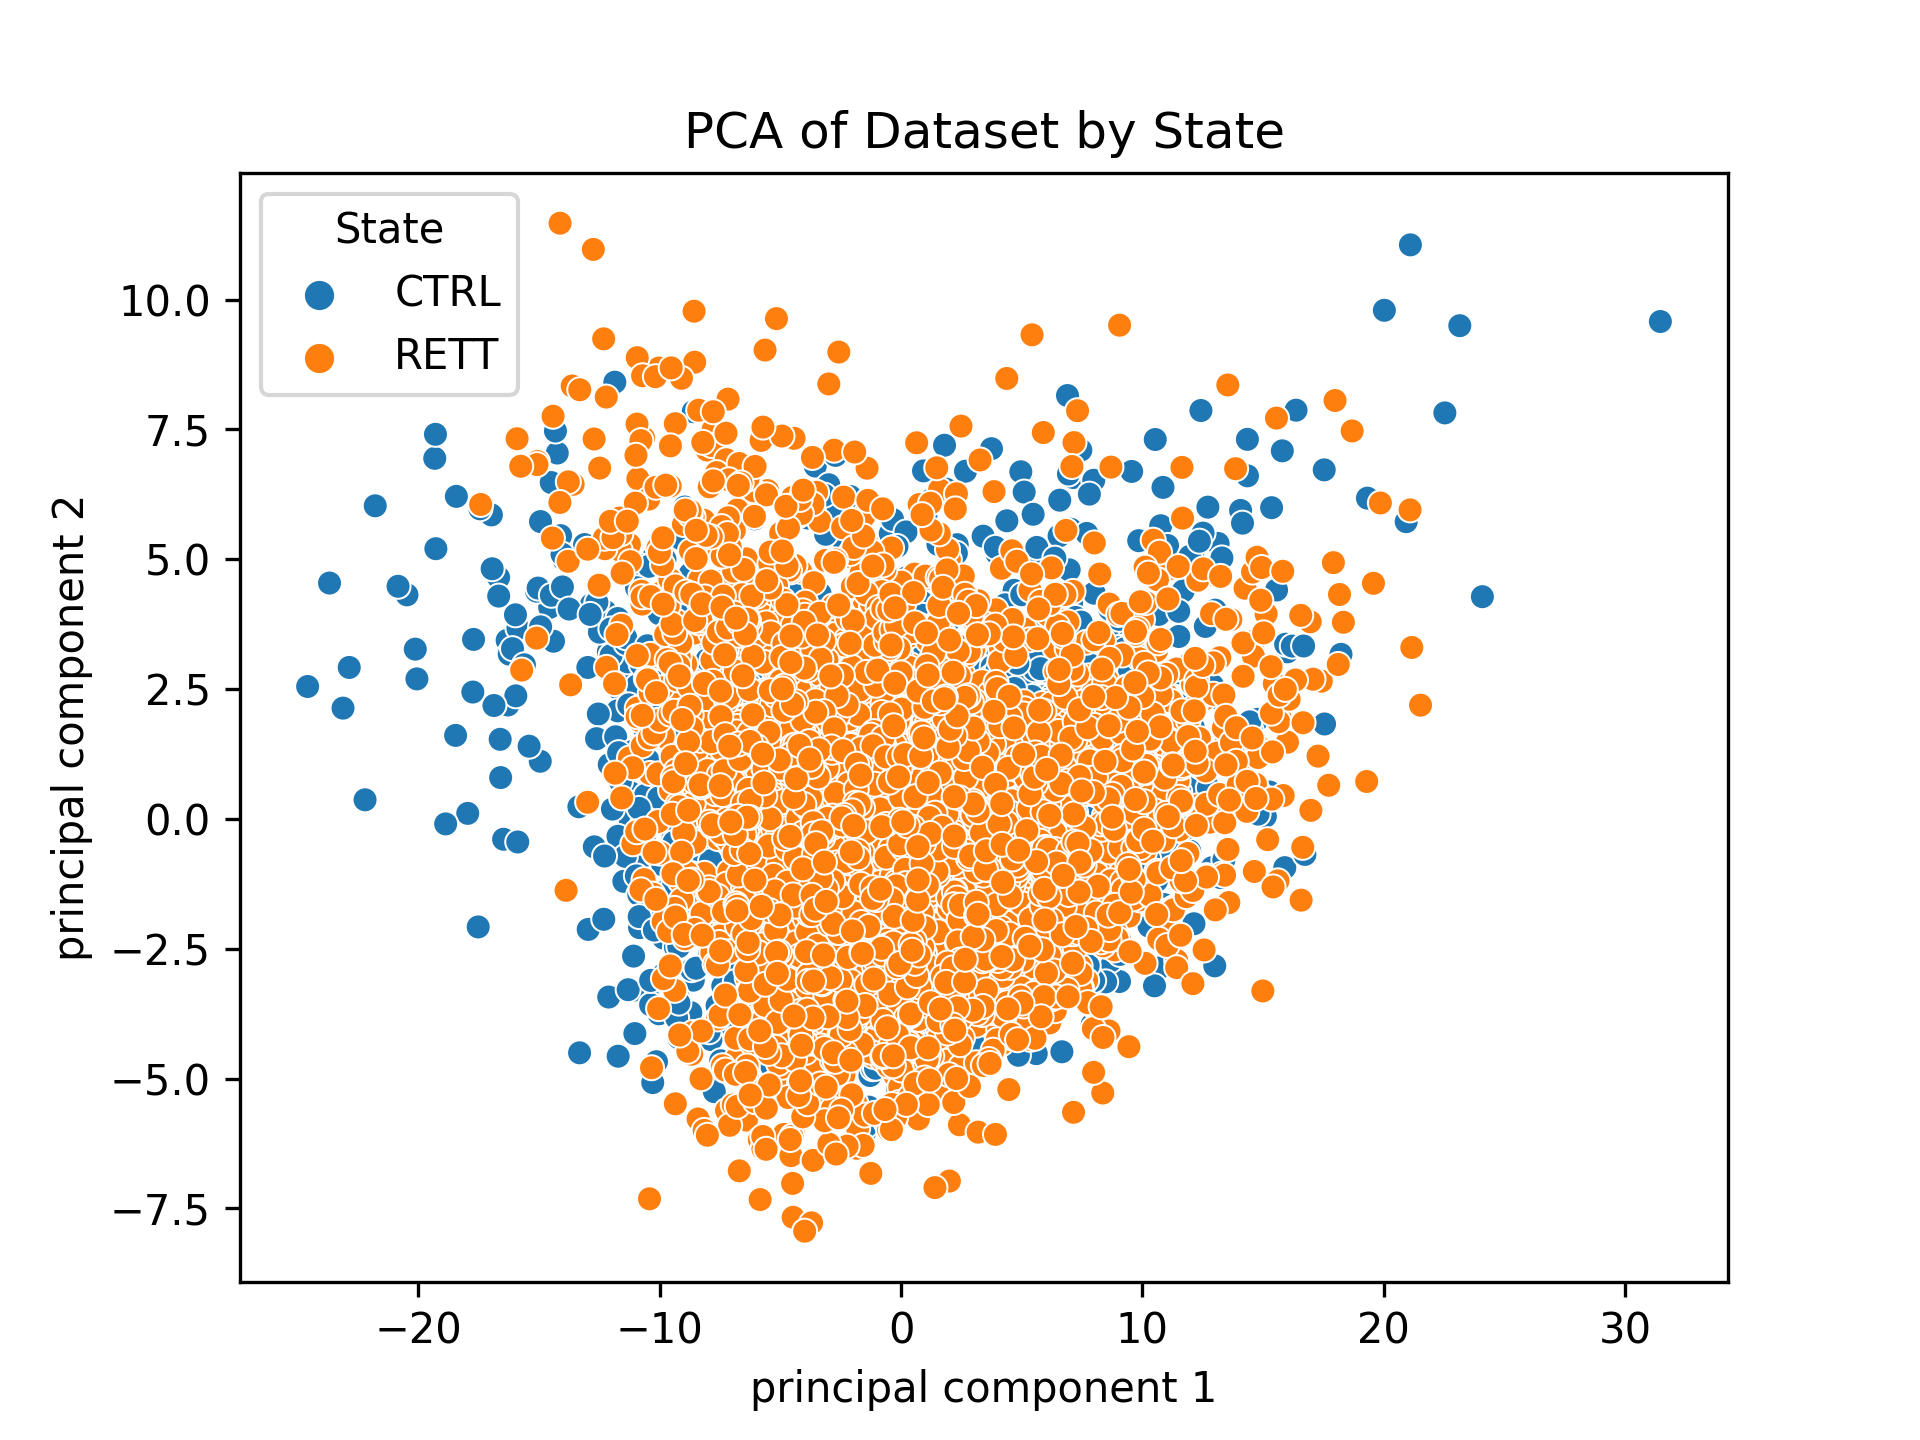 PCA of Dataset by State
State
CTRL
RETT
10.0
7.5
5.0
2.5
0.0
−2.5
−5.0
−7.5
principal component 2
−20
−10
0
10
20
30
principal component 1